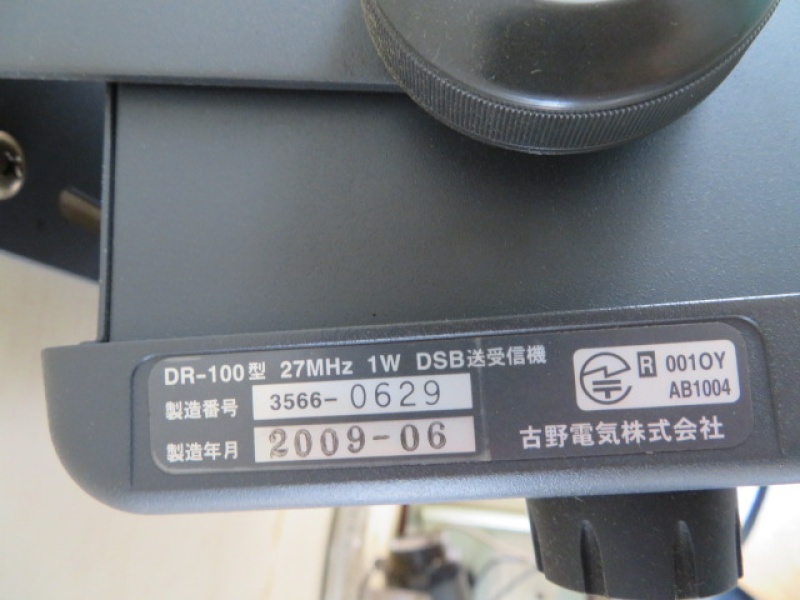 DR-100型 27MHz 1W DSB送受信機
製造番号 3566-0629
製造年月 2009-06
R 001OY
AB1004
古野電気株式会社